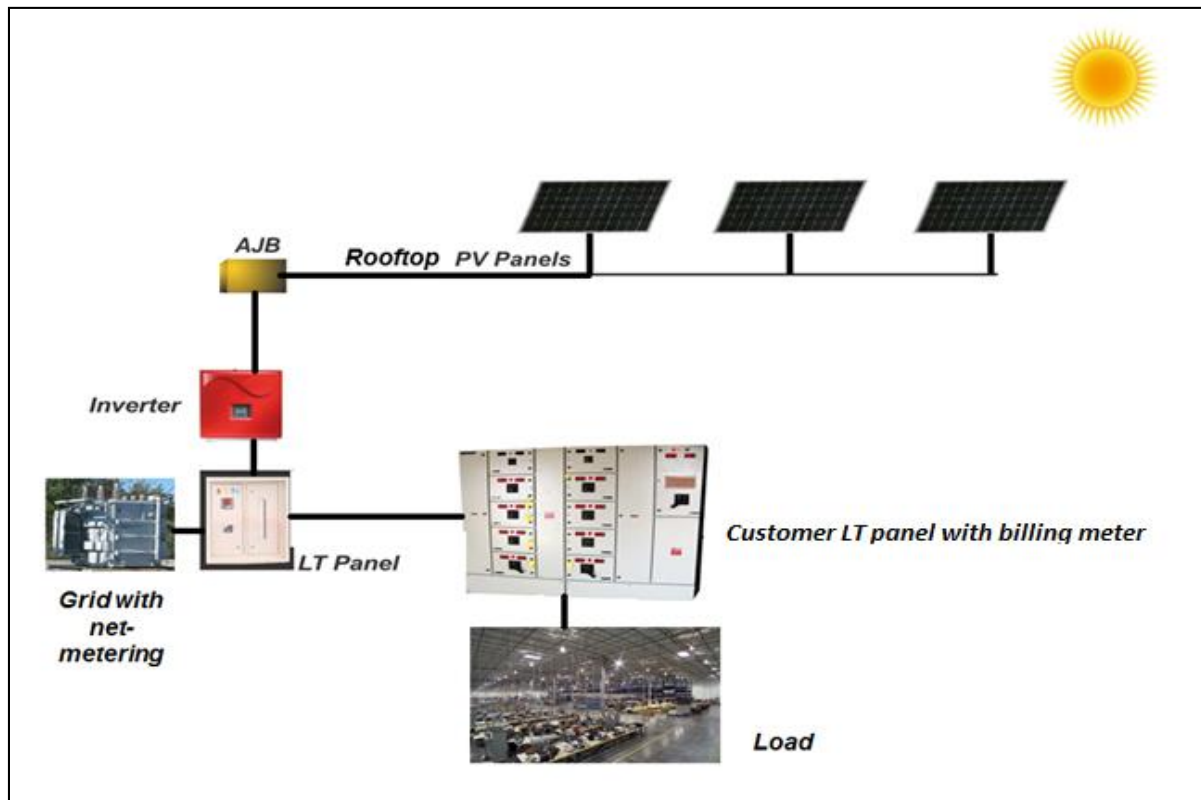 AJB
Rooftop PV Panels
Inverter
LT Panel
Customer LT panel with billing meter
Grid with
net-
metering
Load